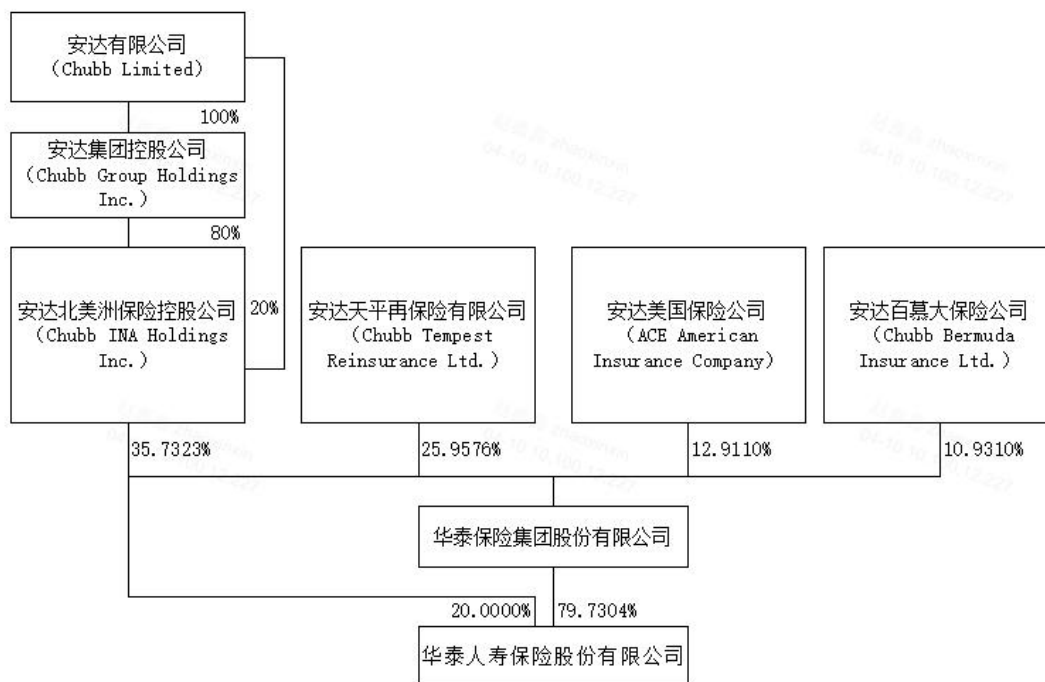 安达有限公司
（Chubb Limited）
100%
安达集团控股公司
（Chubb Group Holdings
Inc.）
80%
安达北美洲保险控股公司
（Chubb INA Holdings
Inc.）
20%
安达天平再保险有限公司
（Chubb Tempest
Reinsurance Ltd.）
安达美国保险公司
（ACE American
Insurance Company）
安达百慕大保险公司
（Chubb Bermuda
Insurance Ltd.）
35.7323%
25.9576%
12.9110%
10.9310%
华泰保险集团股份有限公司
20.0000%
79.7304%
华泰人寿保险股份有限公司